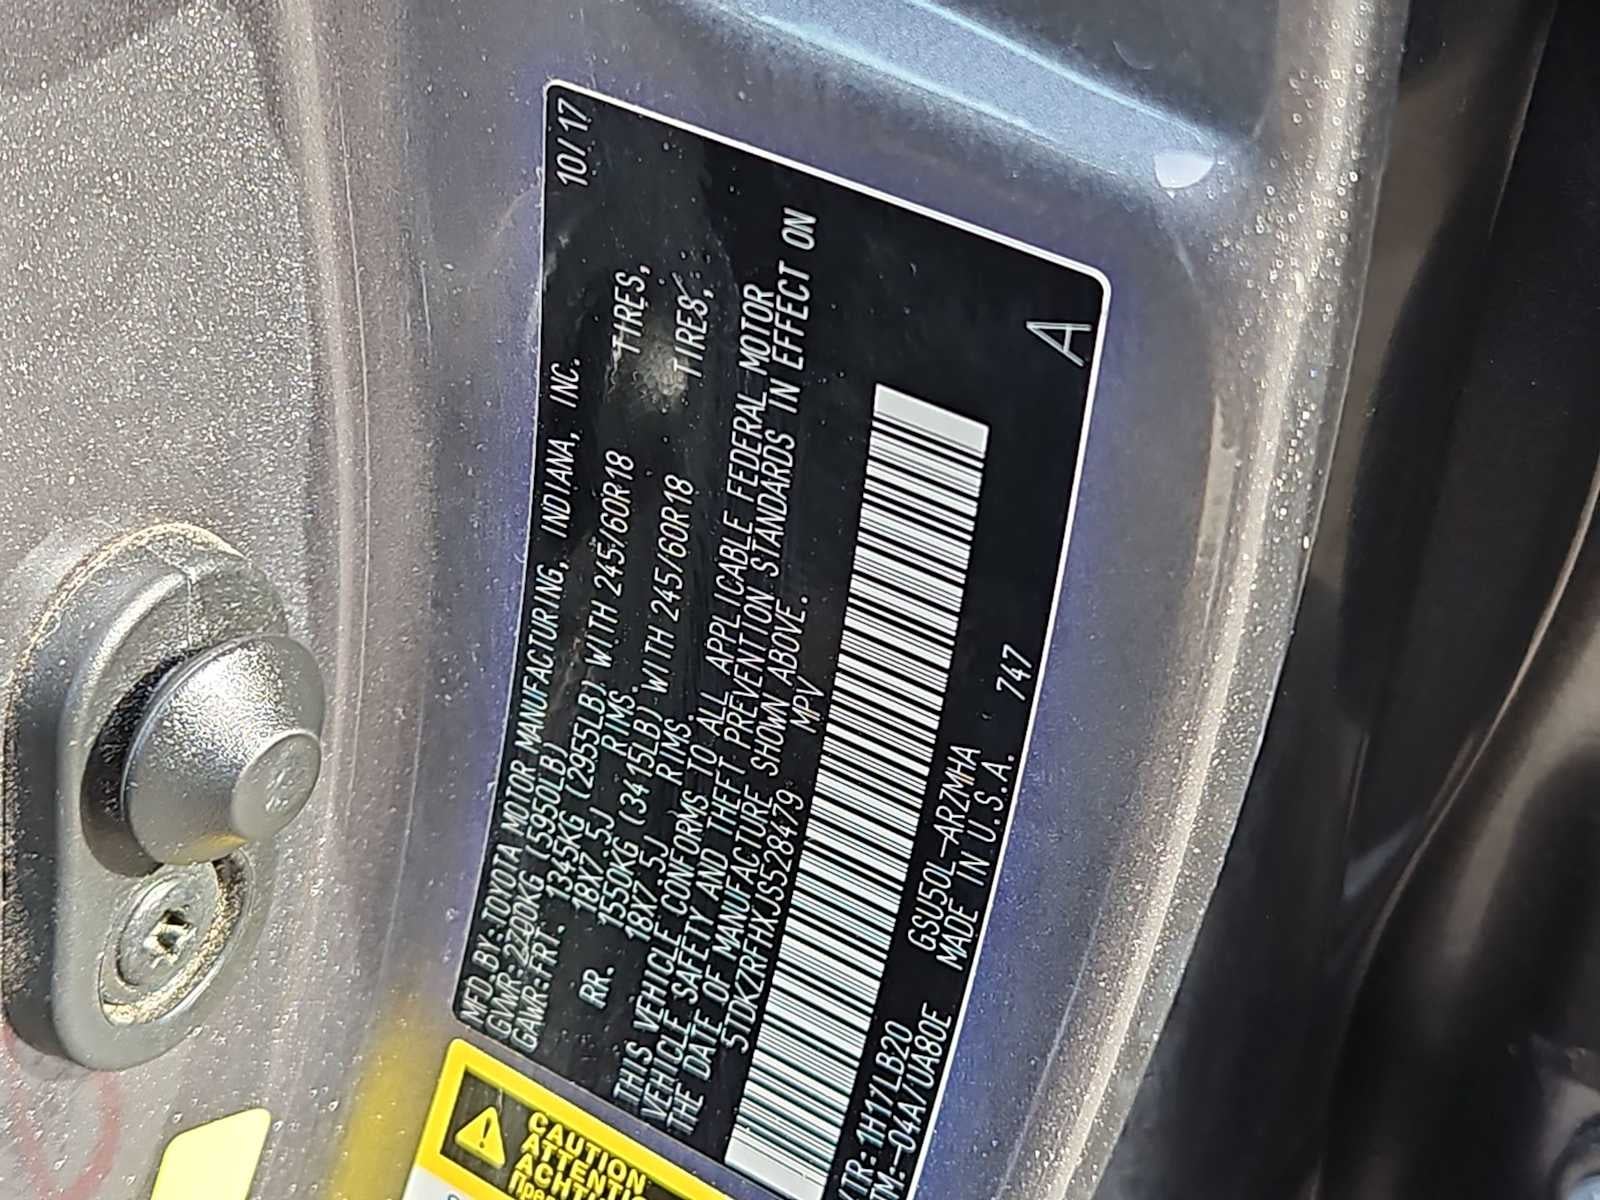 MFD.BY:TOYOTA MOTOR MANUFACTURING, INDIANA, INC. 10/17
GVWR:2700KG (5950LB)
GAWR:FRT. 1345KG (2955LB) WITH 245/60R18 TIRES,
18X7.5J RIMS.
RR. 1550KG (3415LB) WITH 245/60R18 TIRES,
18X7.5J RIMS.
THIS VEHICLE CONFORMS TO ALL APPLICABLE FEDERAL MOTOR
VEHICLE SAFETY AND THEFT PREVENTION STANDARDS IN EFFECT ON
THE DATE OF MANUFACTURE SHOWN ABOVE.
5TDKZRFHXJS528479 MPV
/TR:1H17LB20 GSU50L-ARZMHA 747 A
TM:-04A/UA80E MADE IN U.S.A.
CAUTION
ATTENTION
ACHTUN